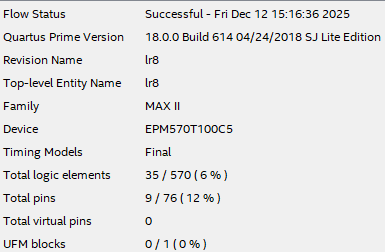 Flow Status Successful - Fri Dec 12 15:16:36 2025
Quartus Prime Version 18.0.0 Build 614 04/24/2018 SJ Lite Edition
Revision Name lr8
Top-level Entity Name lr8
Family MAX II
Device EPM570T100C5
Timing Models Final
Total logic elements 35 / 570 ( 6 % )
Total pins 9 / 76 ( 12 % )
Total virtual pins 0
UFM blocks 0 / 1 ( 0 % )